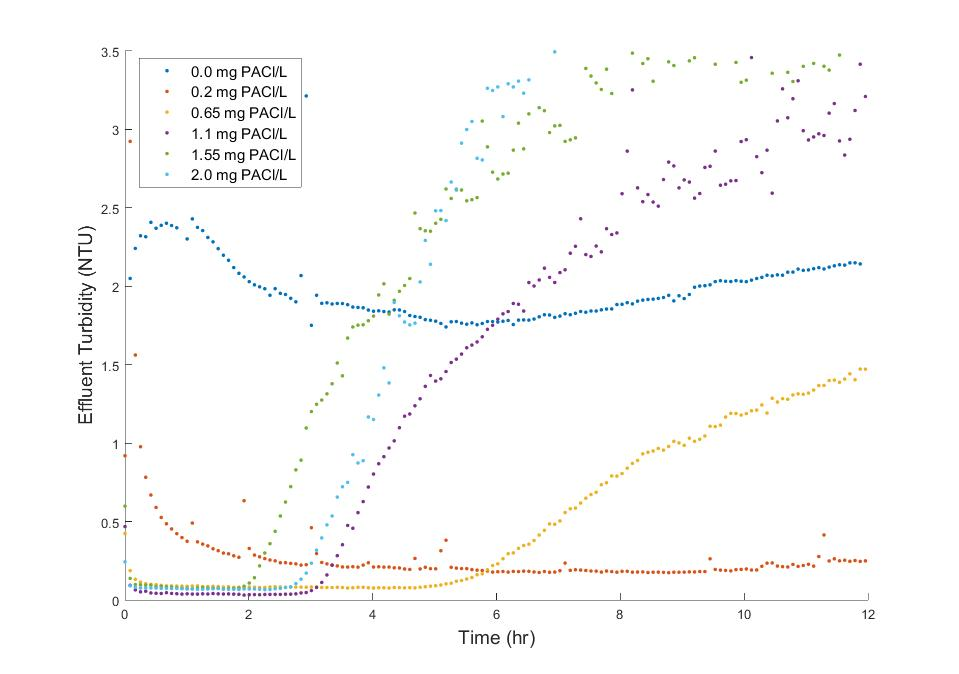 3.5
3
2.5
2
1.5
1
0.5
0
0.0 mg PACl/L
0.2 mg PACl/L
0.65 mg PACl/L
1.1 mg PACl/L
1.55 mg PACl/L
2.0 mg PACl/L
Effluent Turbidity (NTU)
0 2 4 6 8 10 12
Time (hr)